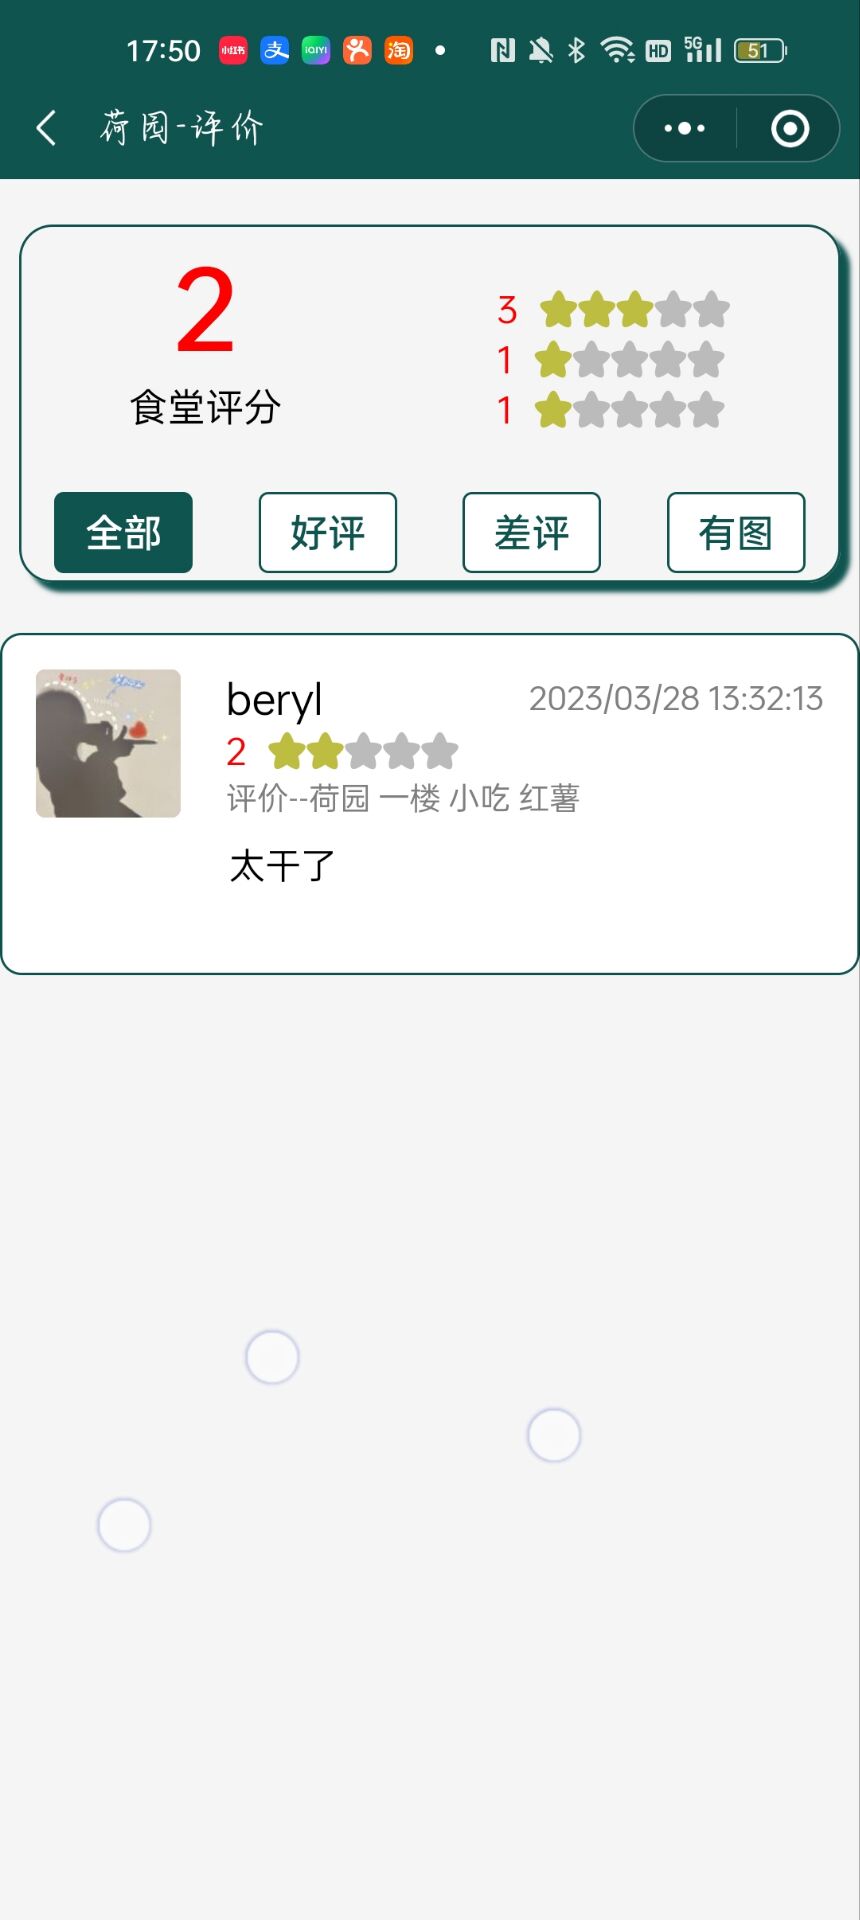 17:50 小红书 支 iQIYI 淘 HD 5G 51
荷园-评价
2
食堂评分
3
1
1
全部 好评 差评 有图
beryl 2023/03/28 13:32:13
2
评价--荷园 一楼 小吃 红薯
太干了